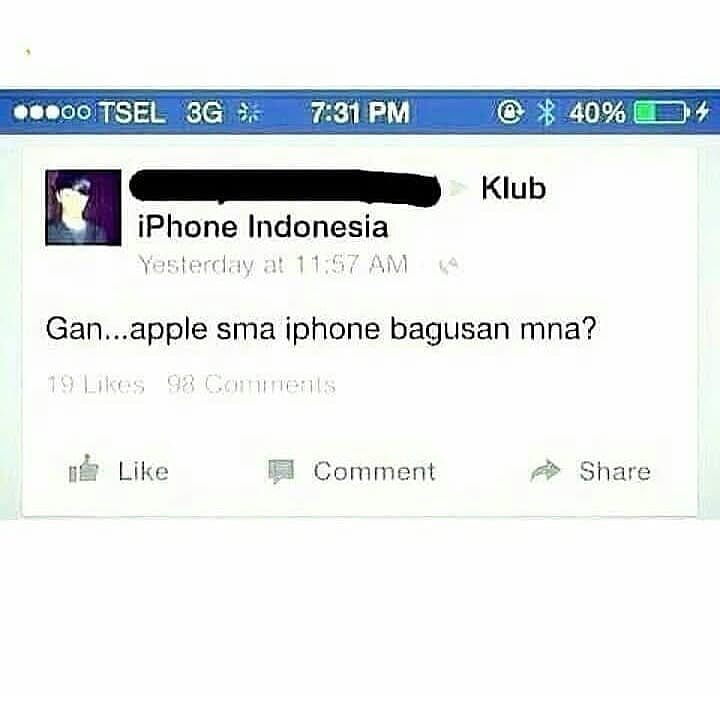 TSEL 3G 7:31 PM 40%
Klub
iPhone Indonesia
Yesterday at 11:57 AM
Gan...apple sma iphone bagusan mna?
19 Likes 98 Comments
Like Comment Share